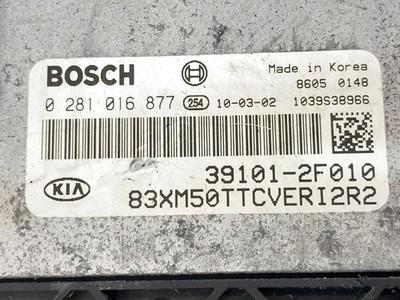 BOSCH Made in Korea
8605 0148
0 281 016 877 254 10-03-02 1039S38966
39101-2F010
KIA 83XM50TTCVERI2R2